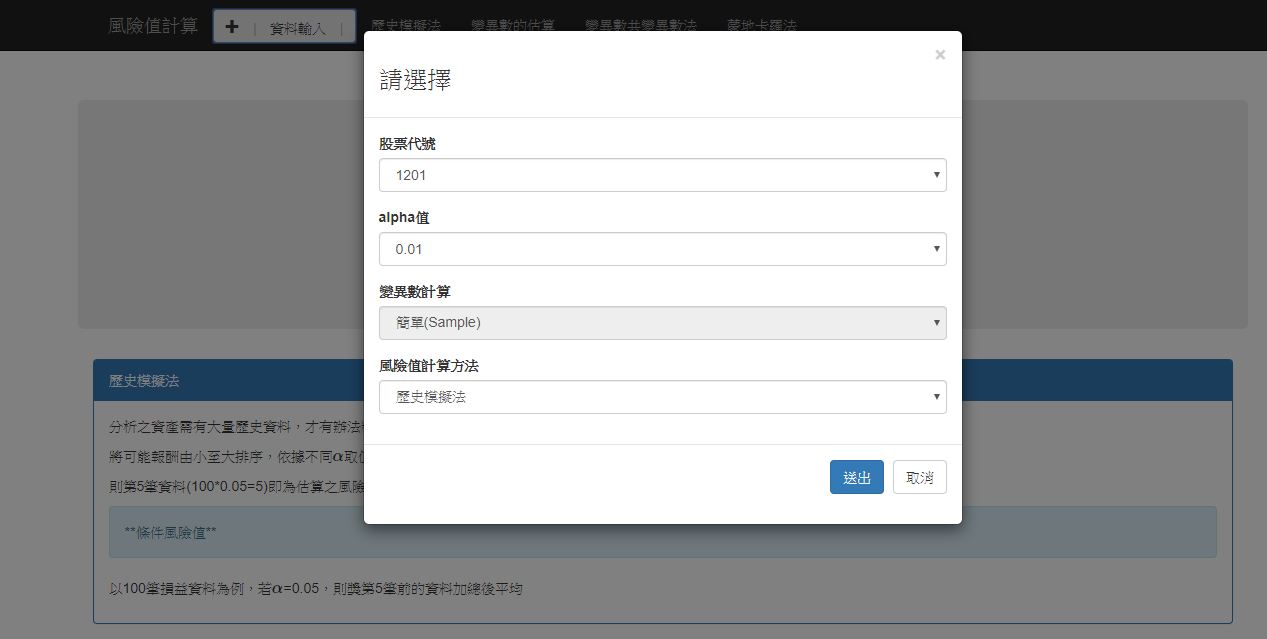 風險值計算
+ | 資料輸入 |
歷史模擬法
變異數的估算
變異數共變異數法
蒙地卡羅法
×
請選擇
股票代號
1201
alpha值
0.01
變異數計算
簡單(Sample)
風險值計算方法
歷史模擬法
送出
取消
歷史模擬法
分析之資產需有大量歷史資料，才有辦法
將可能報酬由小至大排序，依據不同α取
則第5筆資料(100*0.05=5)即為估算之風險
**條件風險值**
以100筆損益資料為例，若α=0.05，則獎第5筆前的資料加總後平均